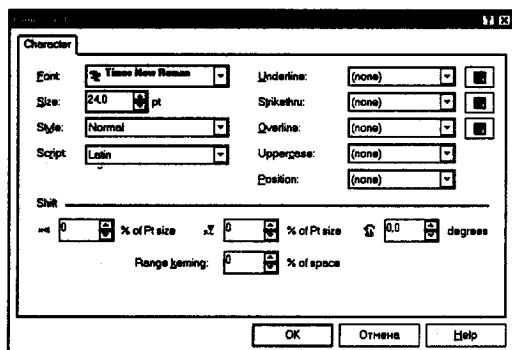 Character
Font: Times New Roman Underline: (none)
Size: 24,0 pt Strikethru: (none)
Style: Normal Overline: (none)
Script: Latin Uppercase: (none)
Position: (none)
Shift
0 % of Pt size 0 % of Pt size 0,0 degrees
Range kerning: 0 % of space
OK Отмена Help